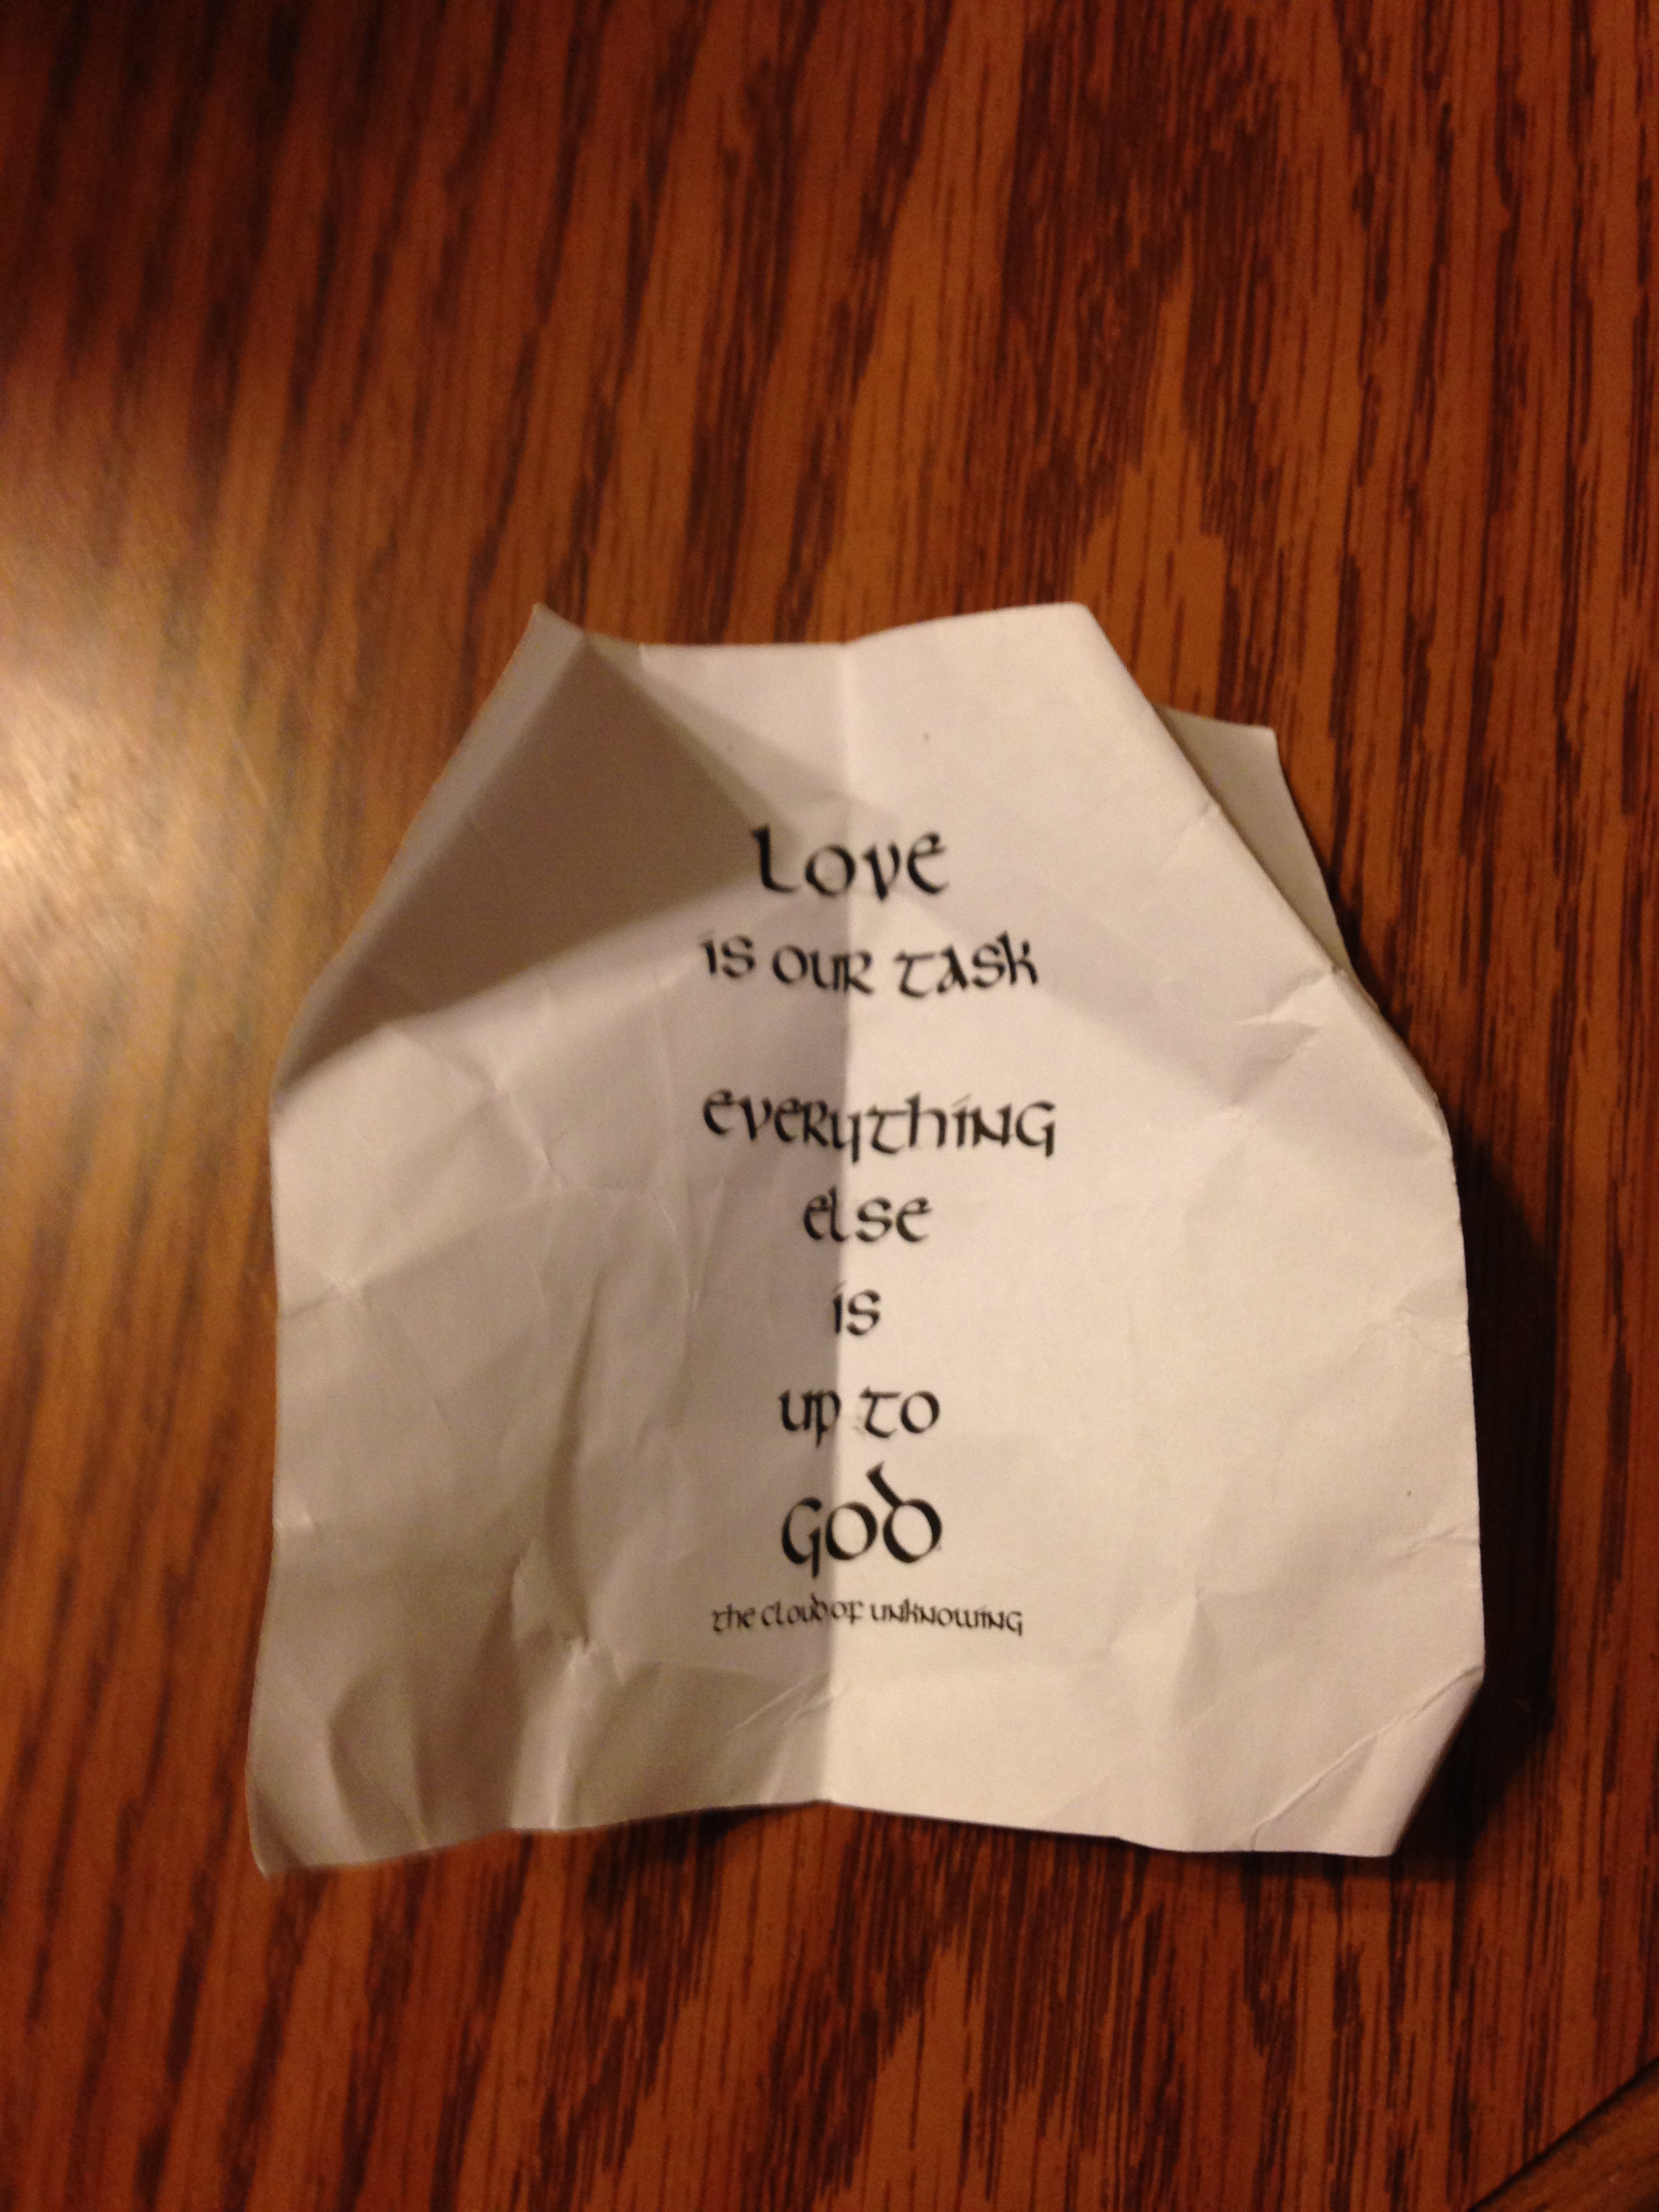 Love
is our task
everything
else
is
up to
God
the cloud of unknowing